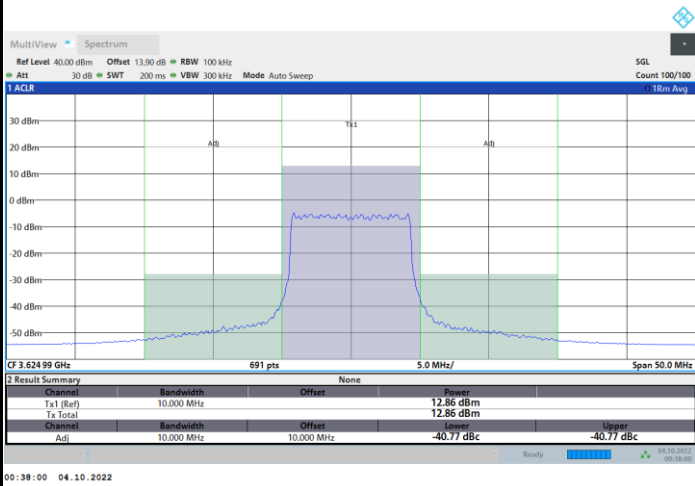 MultiView Spectrum
Ref Level 40.00 dBm Offset 13.90 dB RBW 100 kHz SGL
Att 30 dB SWT 200 ms VBW 300 kHz Mode Auto Sweep Count 100/100
1 ACLR 1Rm Avg
30 dBm
Tx1
20 dBm Adj Adj
10 dBm
0 dBm
-10 dBm
-20 dBm
-30 dBm
-40 dBm
-50 dBm
CF 3.624 99 GHz 691 pts 5.0 MHz/ Span 50.0 MHz
2 Result Summary None
Channel Bandwidth Offset Power
Tx1 (Ref) 10.000 MHz 12.86 dBm
Tx Total 12.86 dBm
Channel Bandwidth Offset Lower Upper
Adj 10.000 MHz 10.000 MHz -40.77 dBc -40.77 dBc
Ready 04.10.2022
00:38:00
00:38:00 04.10.2022